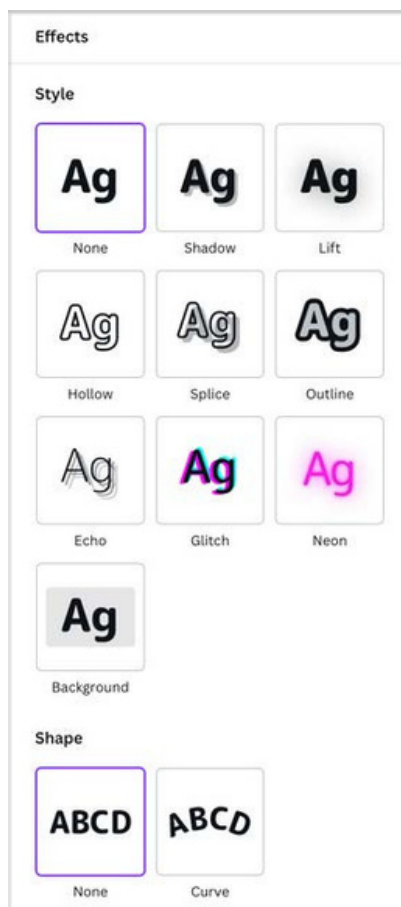 Effects
Style
Ag Ag Ag
None Shadow Lift
Ag Ag Ag
Hollow Splice Outline
Ag Ag Ag
Echo Glitch Neon
Ag
Background
Shape
ABCD ABCD
None Curve